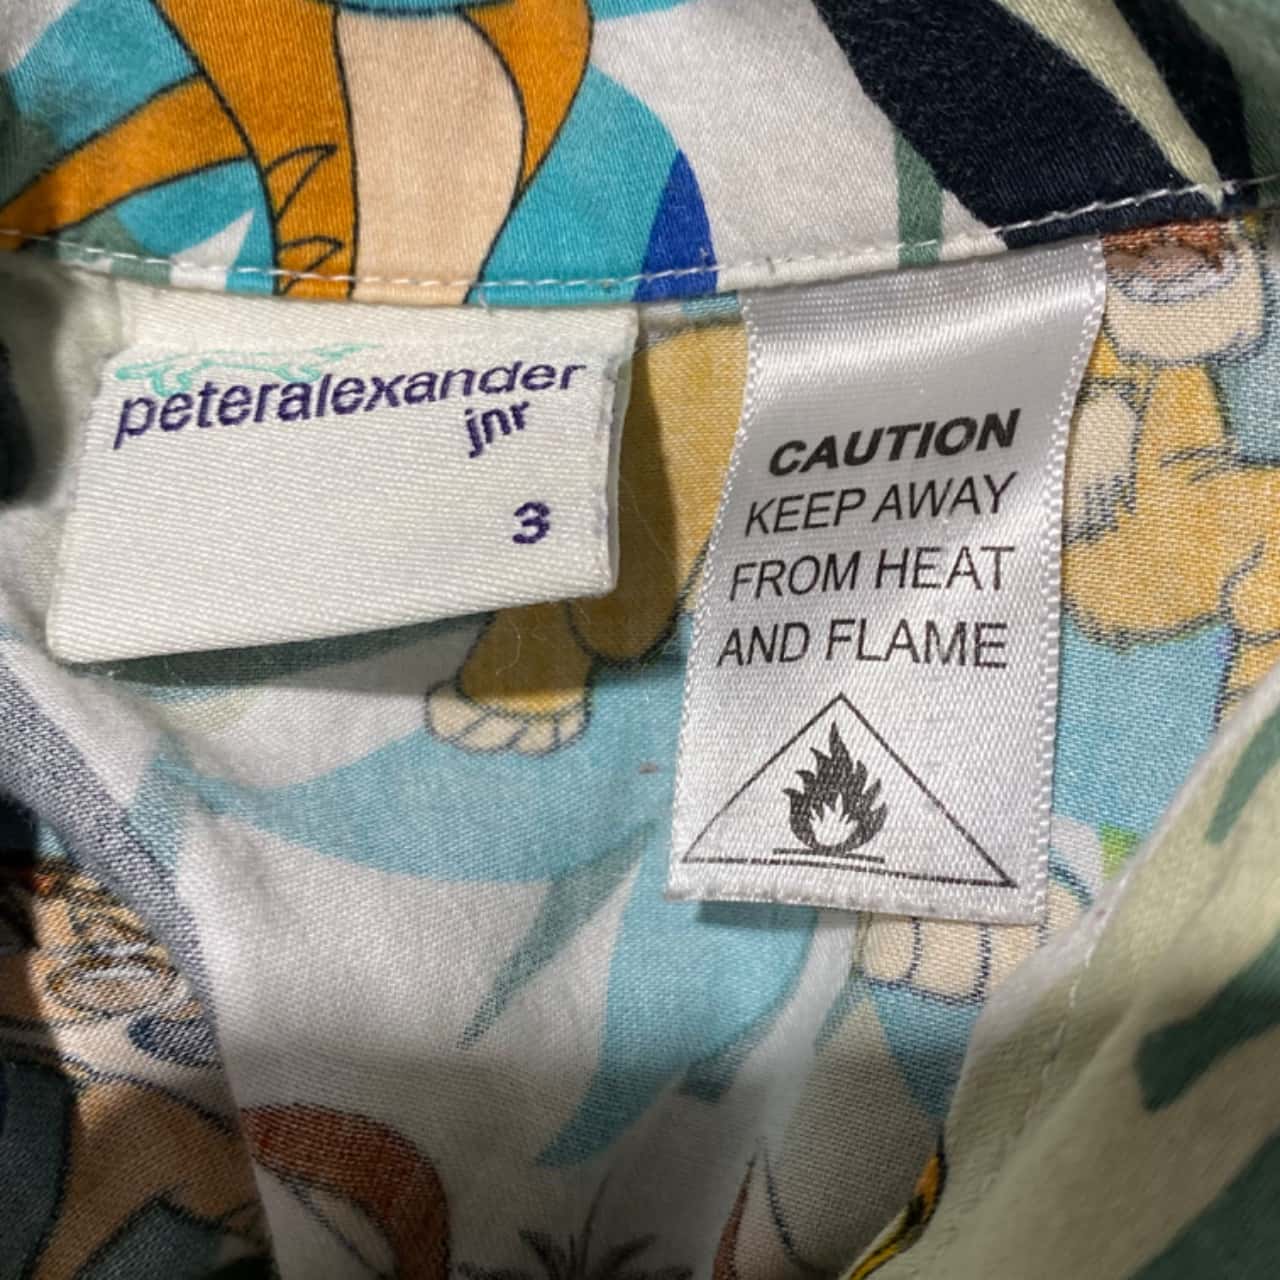 peteralexander
jnr
3
CAUTION
KEEP AWAY
FROM HEAT
AND FLAME